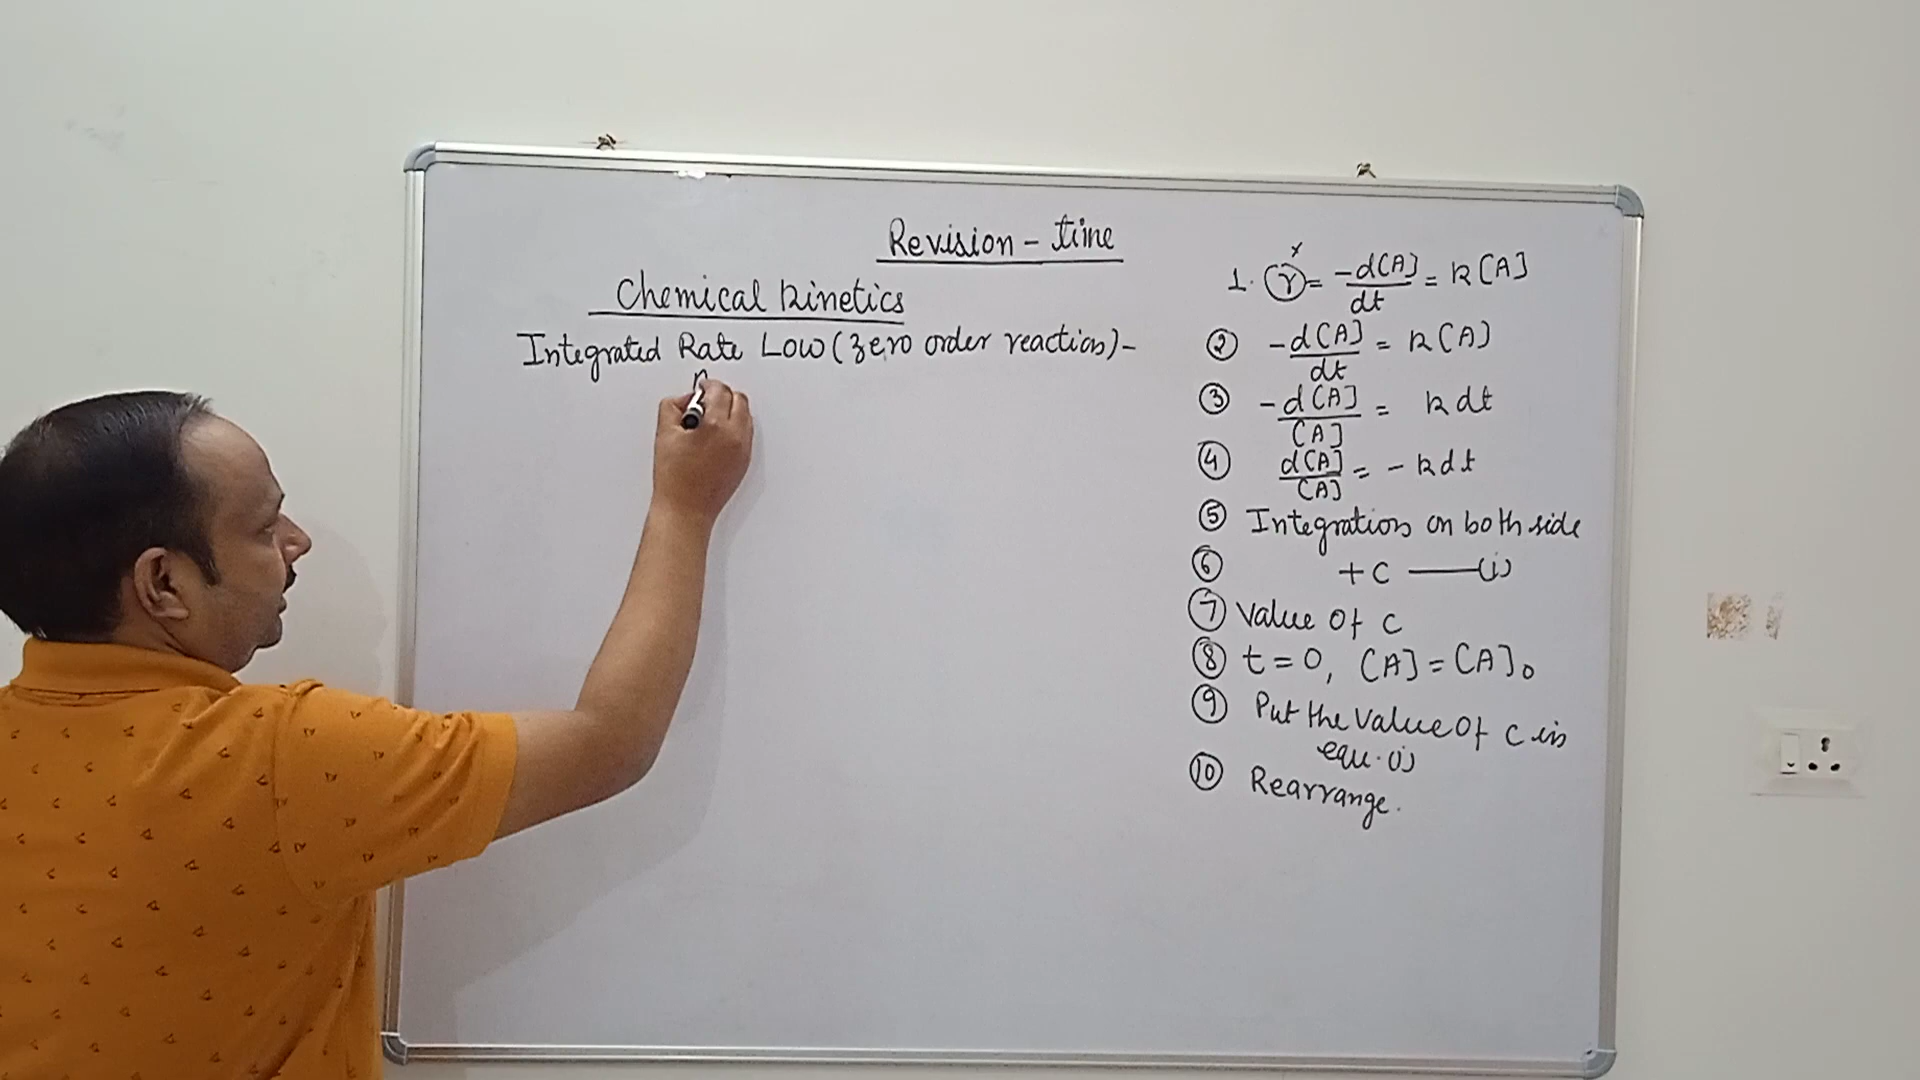 Revision - time
Chemical kinetics
Integrated Rate Low (zero order reaction) -
R
1. r = -d[A]/dt = k[A]
② -d[A]/dt = k[A]
③ -d[A]/[A] = k dt
④ d[A]/[A] = - k dt
⑤ Integration on both side
⑥ + C —— (i)
⑦ Value of C
⑧ t = 0, [A] = [A]₀
⑨ Put the value of C in
equ. (i)
⑩ Rearrange.